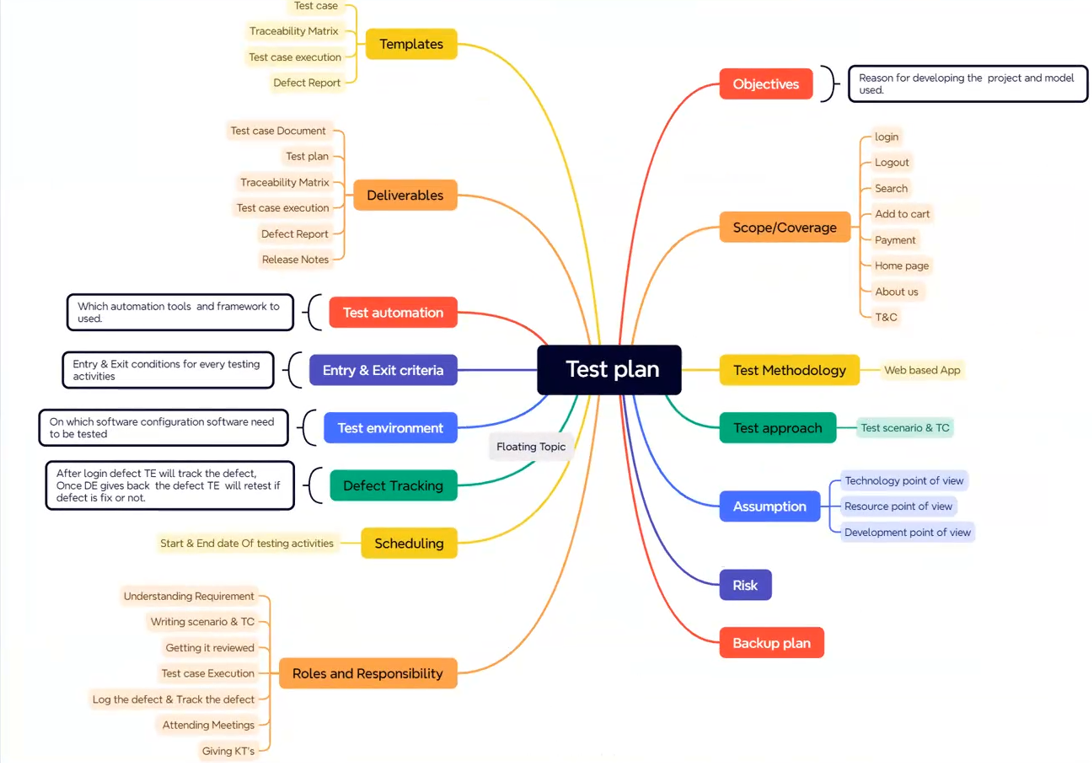 Test plan
Templates
Test case
Traceability Matrix
Test case execution
Defect Report
Deliverables
Test case Document
Test plan
Traceability Matrix
Test case execution
Defect Report
Release Notes
Test automation
Which automation tools and framework to
used.
Entry & Exit criteria
Entry & Exit conditions for every testing
activities
Test environment
On which software configuration software need
to be tested
Defect Tracking
After login defect TE will track the defect,
Once DE gives back the defect TE will retest if
defect is fix or not.
Floating Topic
Scheduling
Start & End date Of testing activities
Roles and Responsibility
Understanding Requirement
Writing scenario & TC
Getting it reviewed
Test case Execution
Log the defect & Track the defect
Attending Meetings
Giving KT's
Objectives
Reason for developing the project and model
used.
Scope/Coverage
login
Logout
Search
Add to cart
Payment
Home page
About us
T&C
Test Methodology
Web based App
Test approach
Test scenario & TC
Assumption
Technology point of view
Resource point of view
Development point of view
Risk
Backup plan